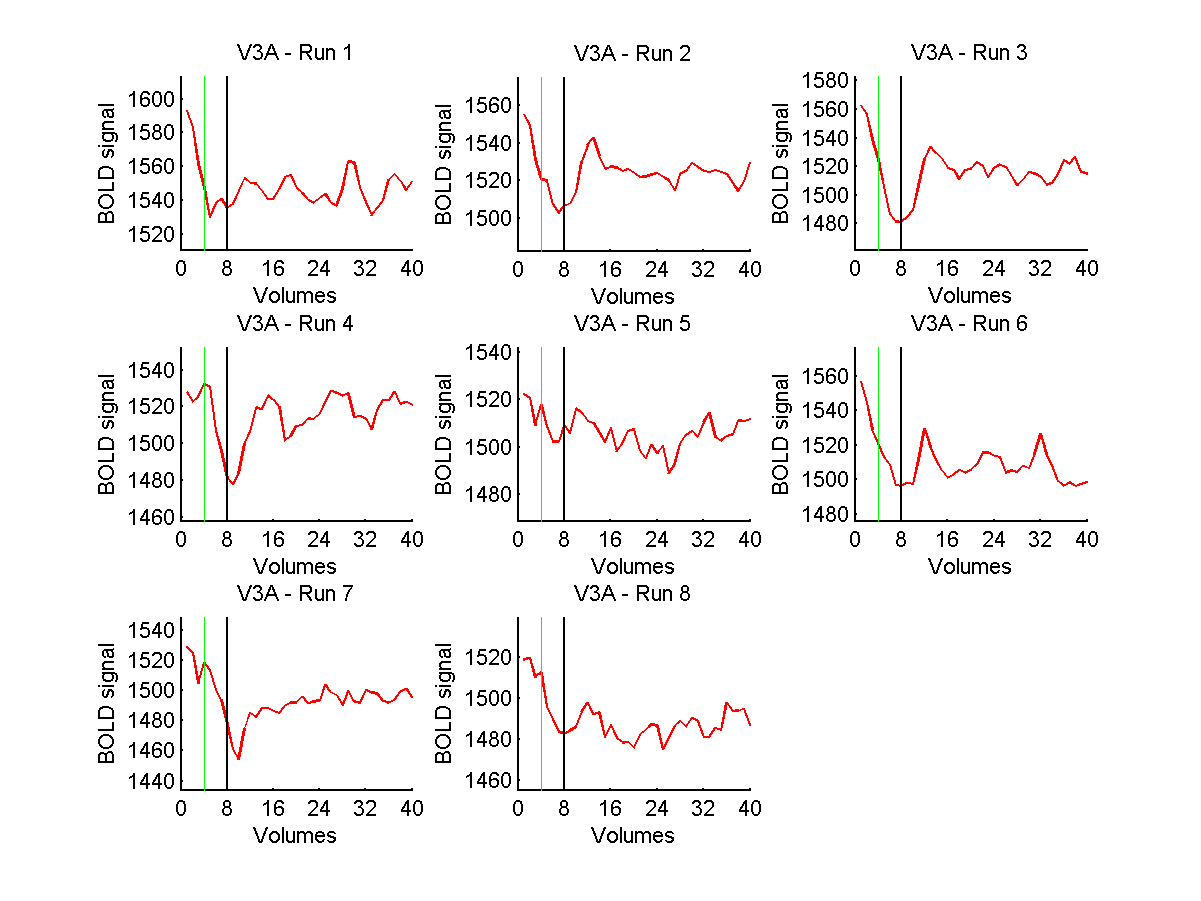 V3A - Run 1
BOLD signal
1600
1580
1560
1540
1520
0 8 16 24 32 40
Volumes
V3A - Run 2
BOLD signal
1560
1540
1520
1500
0 8 16 24 32 40
Volumes
V3A - Run 3
BOLD signal
1580
1560
1540
1520
1500
1480
0 8 16 24 32 40
Volumes
V3A - Run 4
BOLD signal
1540
1520
1500
1480
1460
0 8 16 24 32 40
Volumes
V3A - Run 5
BOLD signal
1540
1520
1500
1480
0 8 16 24 32 40
Volumes
V3A - Run 6
BOLD signal
1560
1540
1520
1500
1480
0 8 16 24 32 40
Volumes
V3A - Run 7
BOLD signal
1540
1520
1500
1480
1460
1440
0 8 16 24 32 40
Volumes
V3A - Run 8
BOLD signal
1520
1500
1480
1460
0 8 16 24 32 40
Volumes